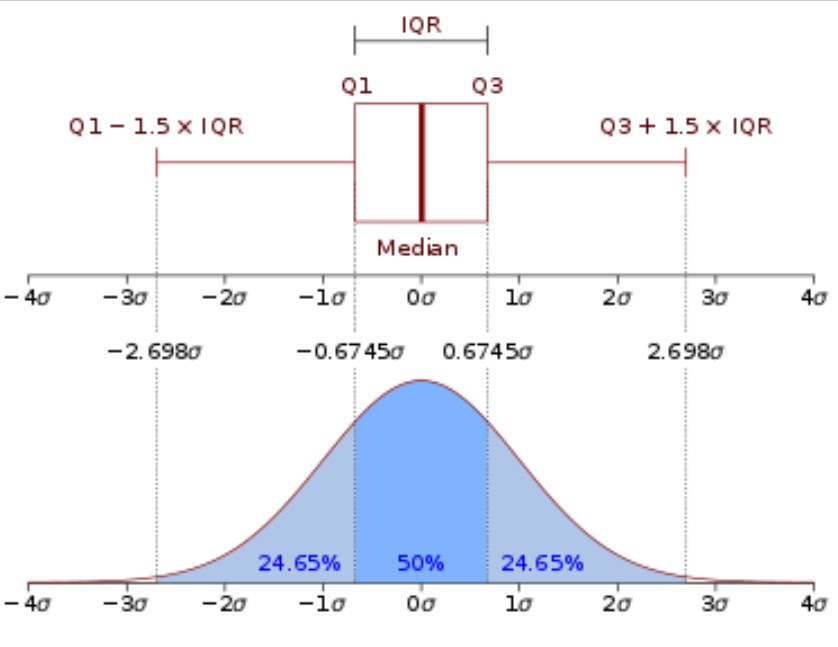 IQR
Q1 Q3
Q1 − 1.5 × IQR Q3 + 1.5 × IQR
Median
−4σ −3σ −2σ −1σ 0σ 1σ 2σ 3σ 4σ
−2.698σ −0.6745σ 0.6745σ 2.698σ
24.65% 50% 24.65%
−4σ −3σ −2σ −1σ 0σ 1σ 2σ 3σ 4σ